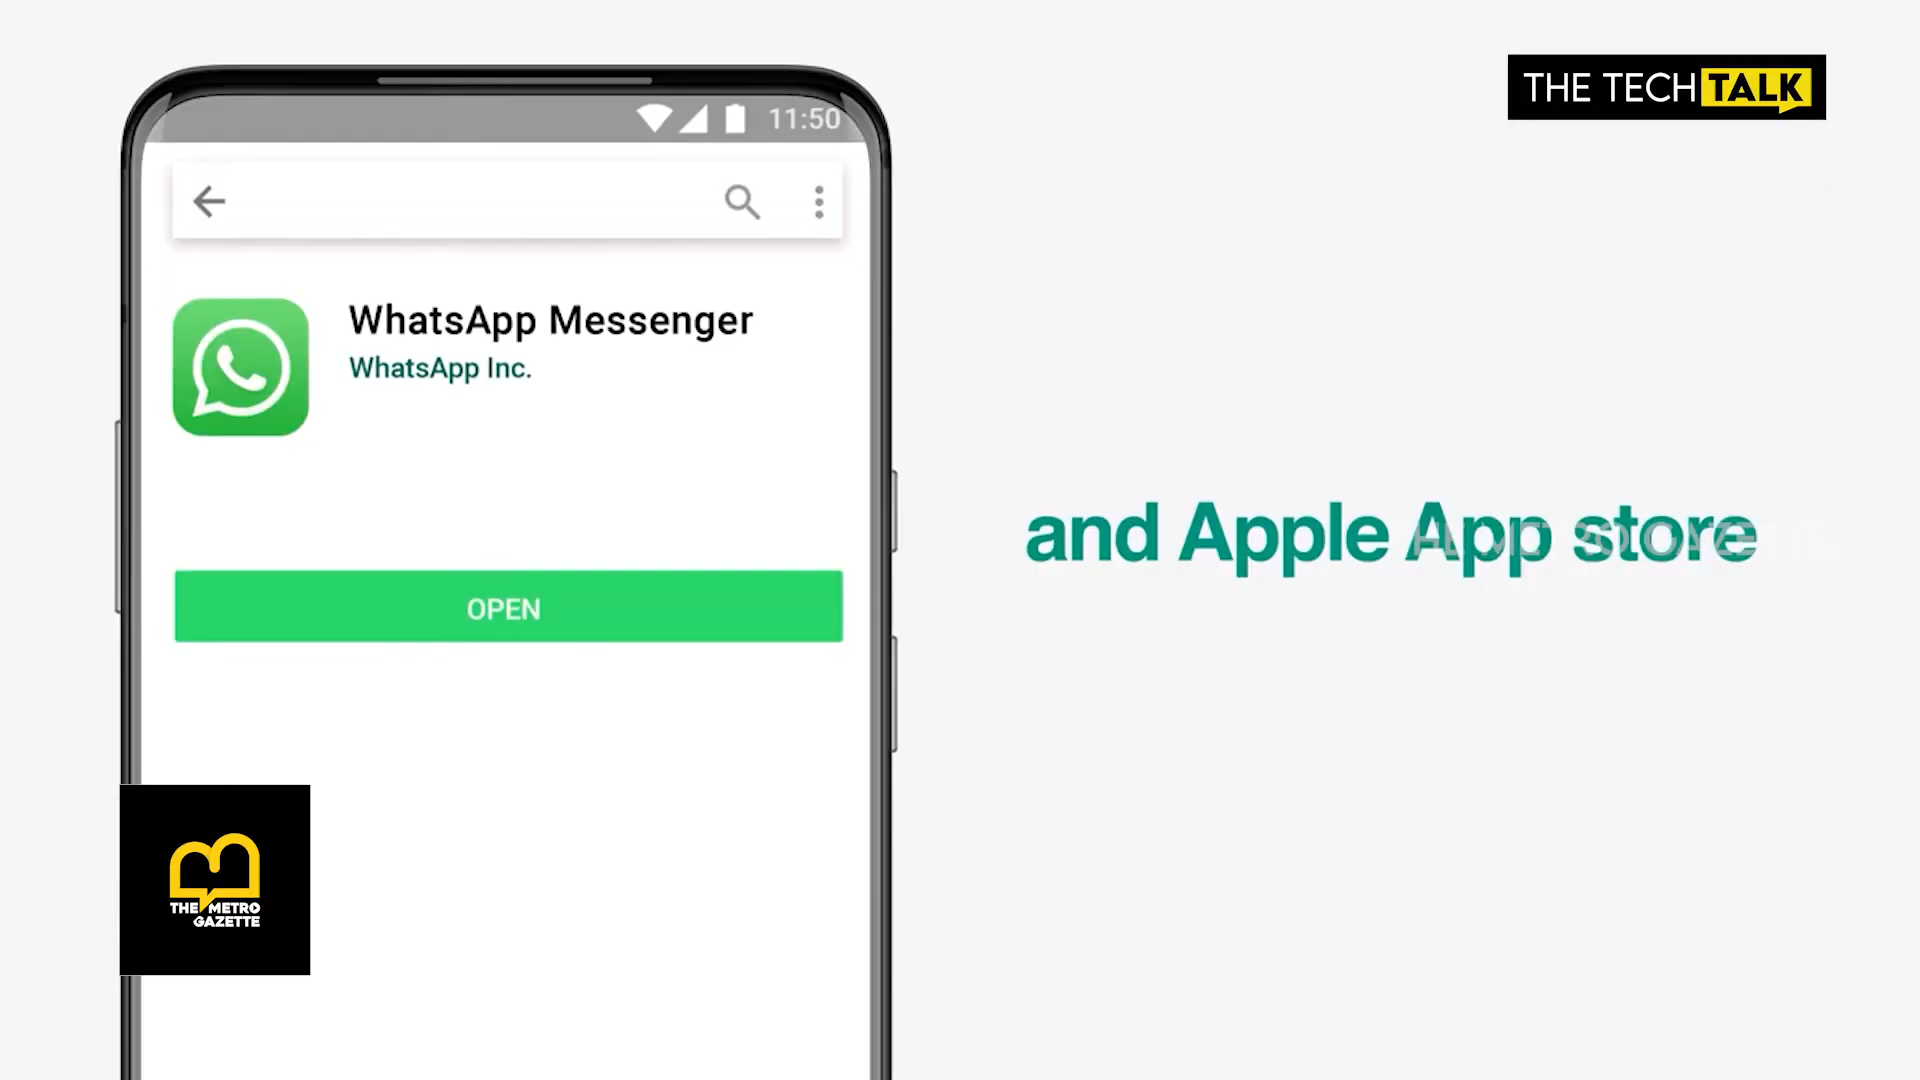 THE TECH TALK
11:50
WhatsApp Messenger
WhatsApp Inc.
and Apple App store
OPEN
THE METRO
GAZETTE